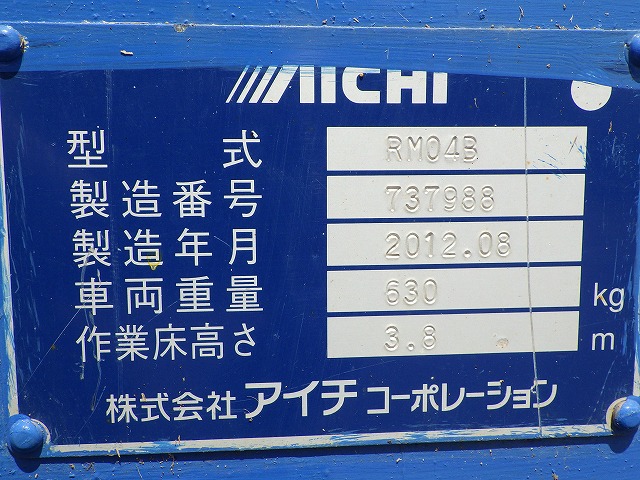 AICHI
型式 RM04B
製造番号 737988
製造年月 2012.08
車両重量 630 kg
作業床高さ 3.8 m
株式会社 アイチ コーポレーション